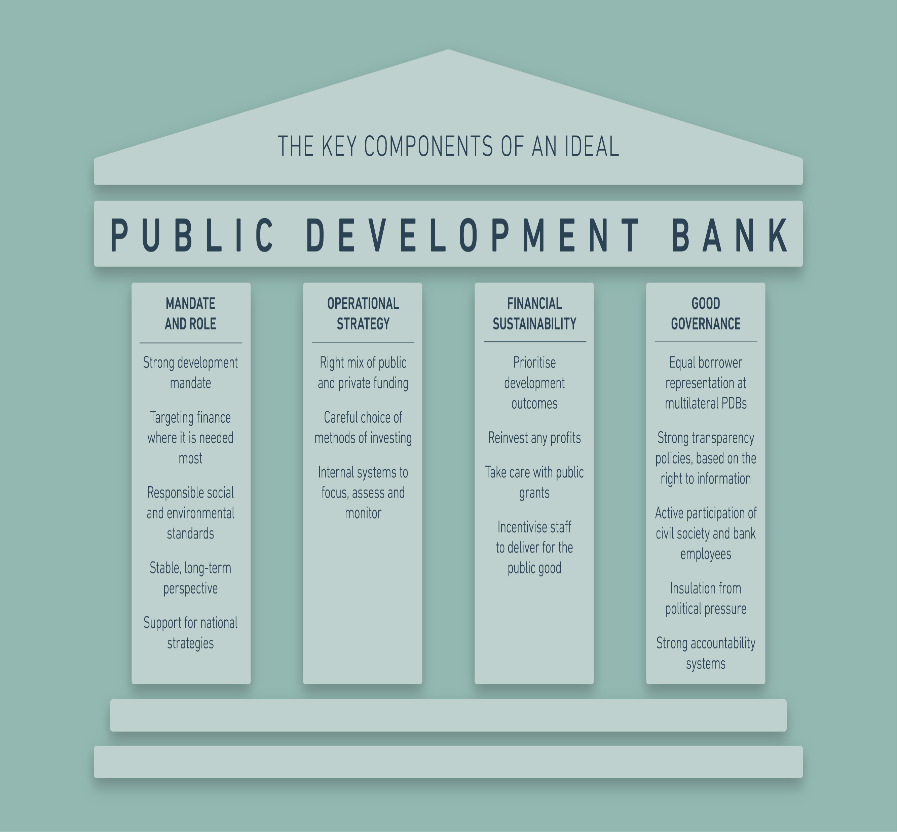 THE KEY COMPONENTS OF AN IDEAL
PUBLIC DEVELOPMENT BANK
MANDATE
AND ROLE
Strong development
mandate
Targeting finance
where it is needed
most
Responsible social
and environmental
standards
Stable, long-term
perspective
Support for national
strategies
OPERATIONAL
STRATEGY
Right mix of public
and private funding
Careful choice of
methods of investing
Internal systems to
focus, assess and
monitor
FINANCIAL
SUSTAINABILITY
Prioritise
development
outcomes
Reinvest any profits
Take care with public
grants
Incentivise staff
to deliver for the
public good
GOOD
GOVERNANCE
Equal borrower
representation at
multilateral PDBs
Strong transparency
policies, based on the
right to information
Active participation of
civil society and bank
employees
Insulation from
political pressure
Strong accountability
systems